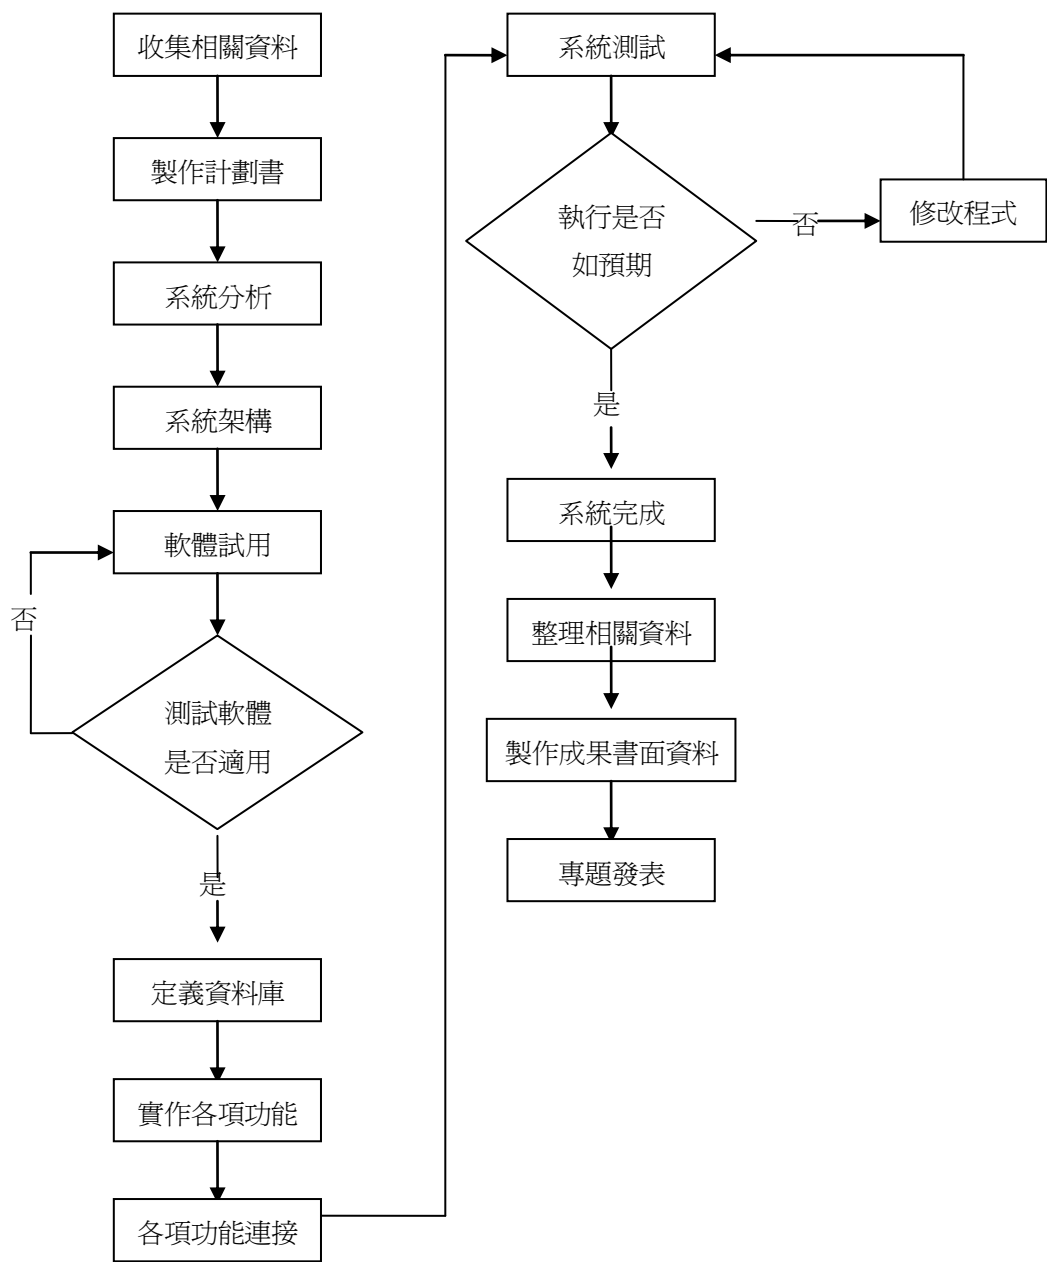 收集相關資料
製作計劃書
系統分析
系統架構
軟體試用
否
測試軟體
是否適用
是
定義資料庫
實作各項功能
各項功能連接
系統測試
執行是否
如預期
否
修改程式
是
系統完成
整理相關資料
製作成果書面資料
專題發表